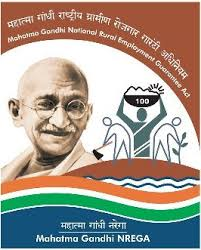 महात्मा गांधी राष्ट्रीय ग्रामीण रोजगार गारंटी अधिनियम
Mahatma Gandhi National Rural Employment Guarantee Act
100
महात्मा गांधी नरेगा
Mahatma Gandhi NREGA